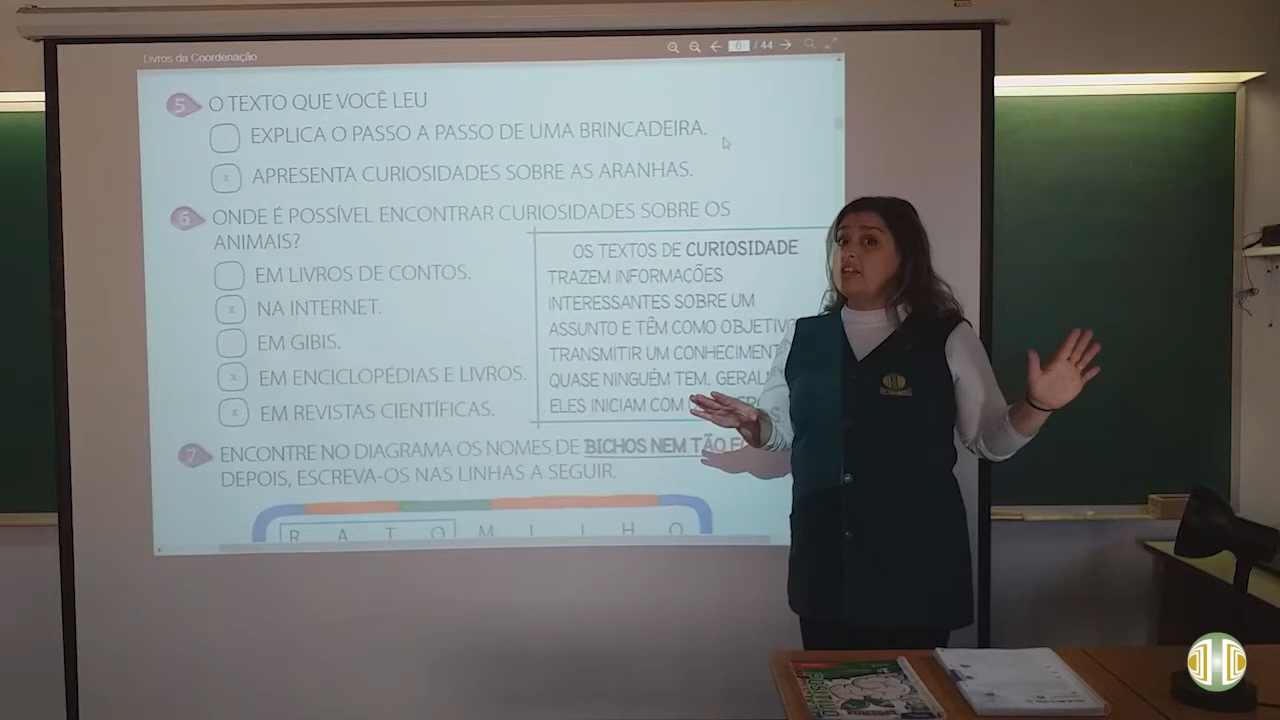 Livros da Coordenação
6 / 44
5 O TEXTO QUE VOCÊ LEU
EXPLICA O PASSO A PASSO DE UMA BRINCADEIRA.
x APRESENTA CURIOSIDADES SOBRE AS ARANHAS.
6 ONDE É POSSÍVEL ENCONTRAR CURIOSIDADES SOBRE OS
ANIMAIS?
EM LIVROS DE CONTOS.
x NA INTERNET.
EM GIBIS.
x EM ENCICLOPÉDIAS E LIVROS.
x EM REVISTAS CIENTÍFICAS.
OS TEXTOS DE CURIOSIDADE
TRAZEM INFORMAÇÕES
INTERESSANTES SOBRE UM
ASSUNTO E TÊM COMO OBJETIV
TRANSMITIR UM CONHECIMENT
QUASE NINGUÉM TEM. GERAL
ELES INICIAM COM
7 ENCONTRE NO DIAGRAMA OS NOMES DE BICHOS NEM TÃO
DEPOIS, ESCREVA-OS NAS LINHAS A SEGUIR.
R A T O M I L H O